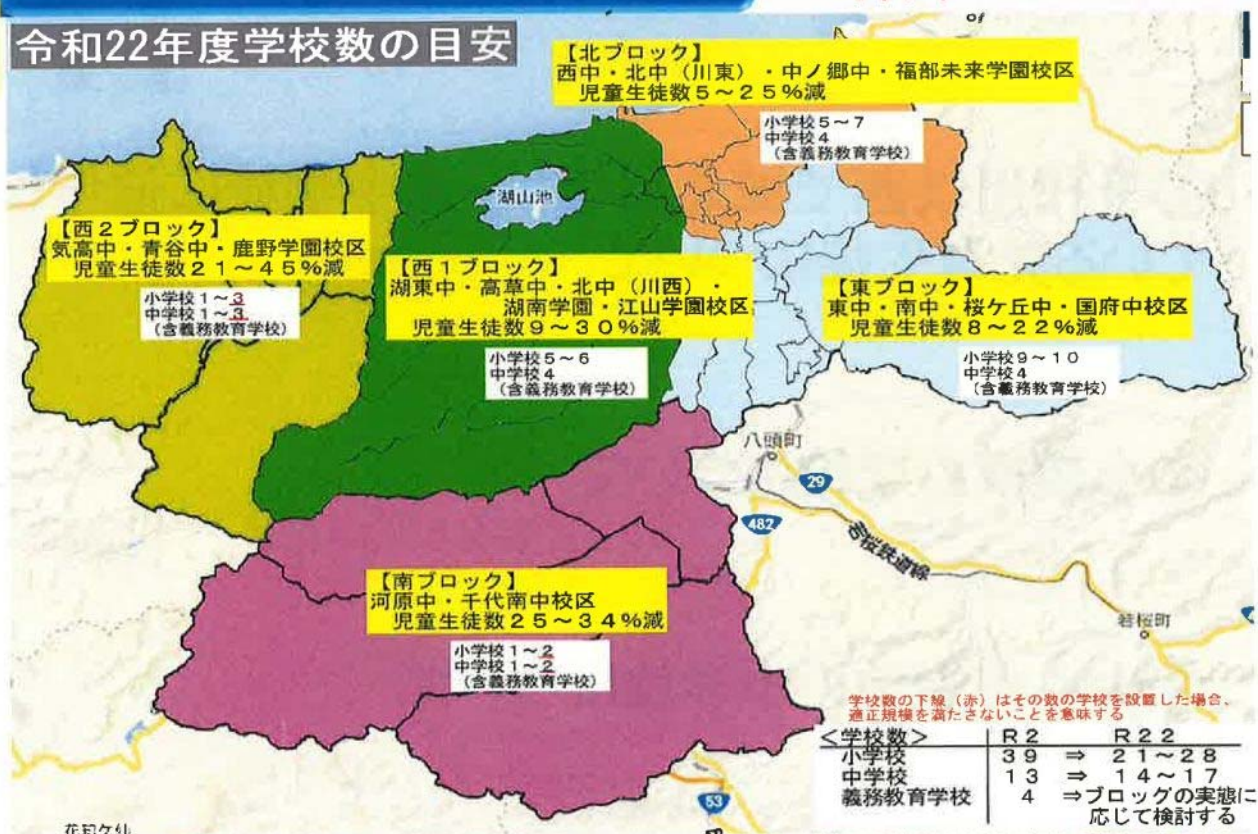 令和22年度学校数の目安
【北ブロック】
西中・北中（川東）・中ノ郷中・福部未来学園校区
児童生徒数５～２５％減
小学校５～７
中学校４
（含義務教育学校）
湖山池
【西２ブロック】
気高中・青谷中・鹿野学園校区
児童生徒数２１～４５％減
小学校１～３
中学校１～３
（含義務教育学校）
【西１ブロック】
湖東中・高草中・北中（川西）・
湖南学園・江山学園校区
児童生徒数９～３０％減
小学校５～６
中学校４
（含義務教育学校）
【東ブロック】
東中・南中・桜ケ丘中・国府中校区
児童生徒数８～２２％減
小学校９～１０
中学校４
（含義務教育学校）
八頭町
29
482
若桜鉄道線
若桜町
【南ブロック】
河原中・千代南中校区
児童生徒数２５～３４％減
小学校１～２
中学校１～２
（含義務教育学校）
学校数の下線（赤）はその数の学校を設置した場合、
適正規模を満たさないことを意味する
＜学校数＞ Ｒ２ Ｒ２２
小学校 ３９ ⇒ ２１～２８
中学校 １３ ⇒ １４～１７
義務教育学校 ４ ⇒ブロッグの実態に
応じて検討する
53